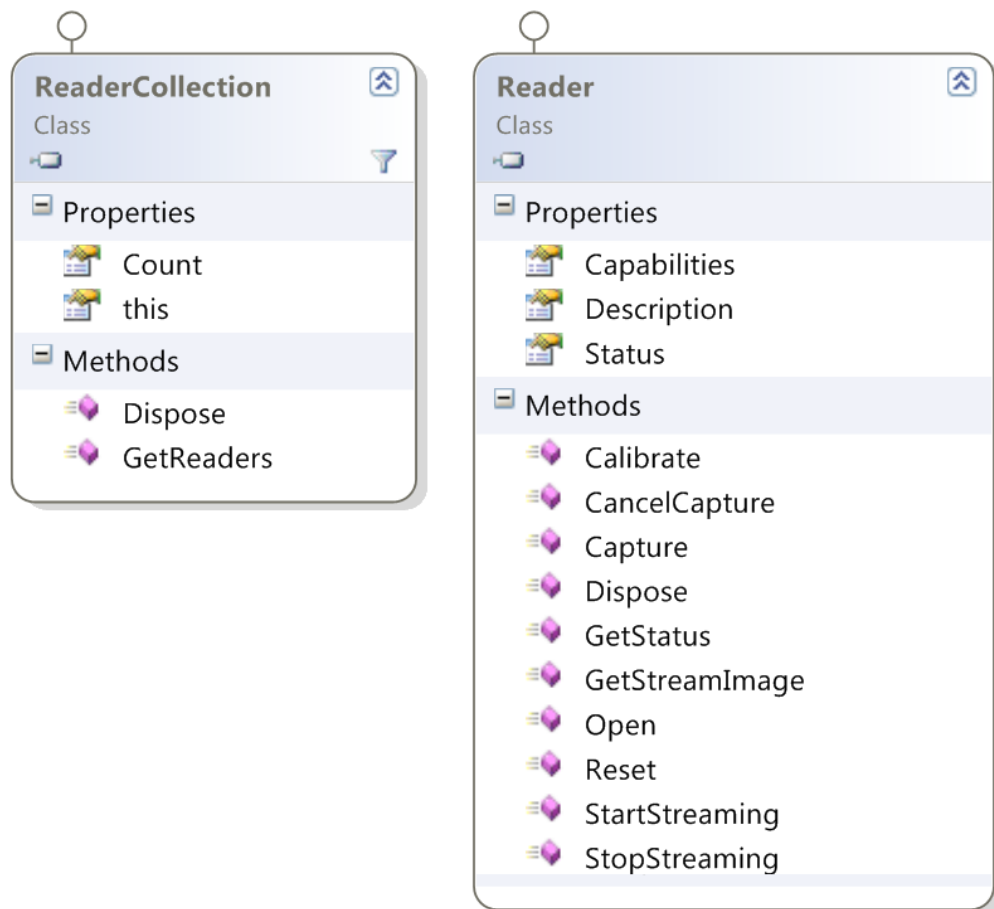 ReaderCollection
Class
Properties
Count
this
Methods
Dispose
GetReaders
Reader
Class
Properties
Capabilities
Description
Status
Methods
Calibrate
CancelCapture
Capture
Dispose
GetStatus
GetStreamImage
Open
Reset
StartStreaming
StopStreaming